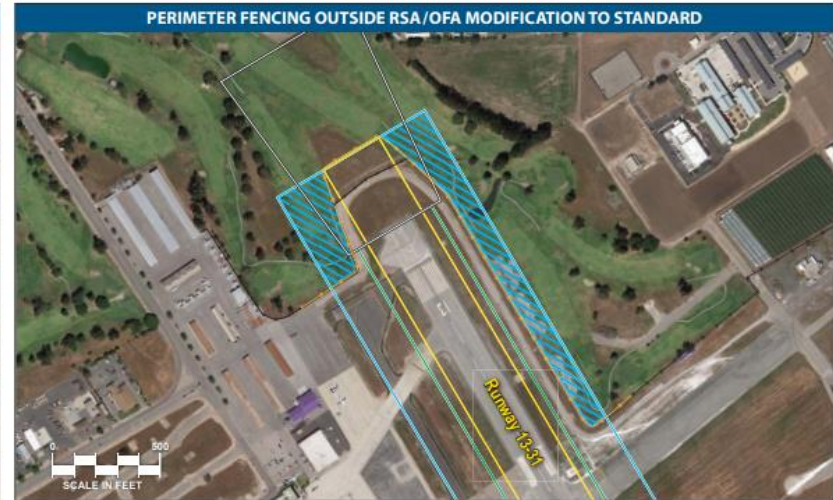 PERIMETER FENCING OUTSIDE RSA/OFA MODIFICATION TO STANDARD
Runway 13-31
0 500
SCALE IN FEET